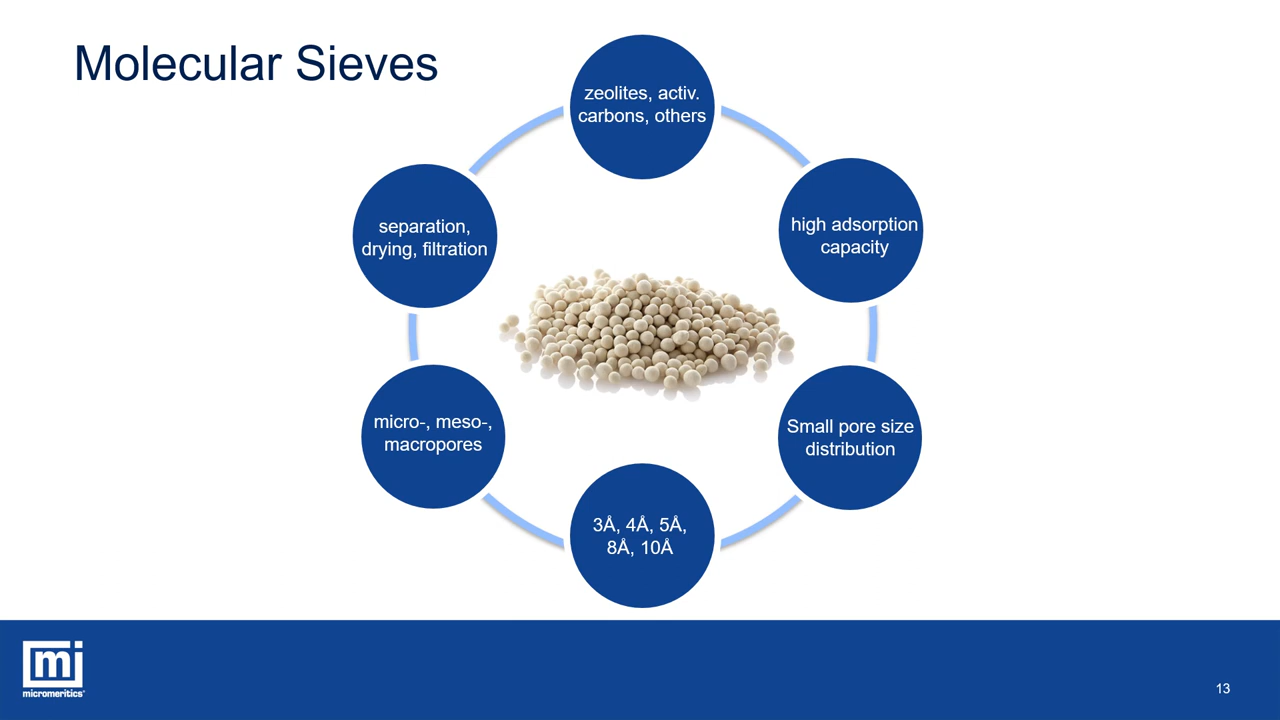 Molecular Sieves
zeolites, activ.
carbons, others
high adsorption
capacity
Small pore size
distribution
3Å, 4Å, 5Å,
8Å, 10Å
micro-, meso-,
macropores
separation,
drying, filtration
mi
micromeritics®
13